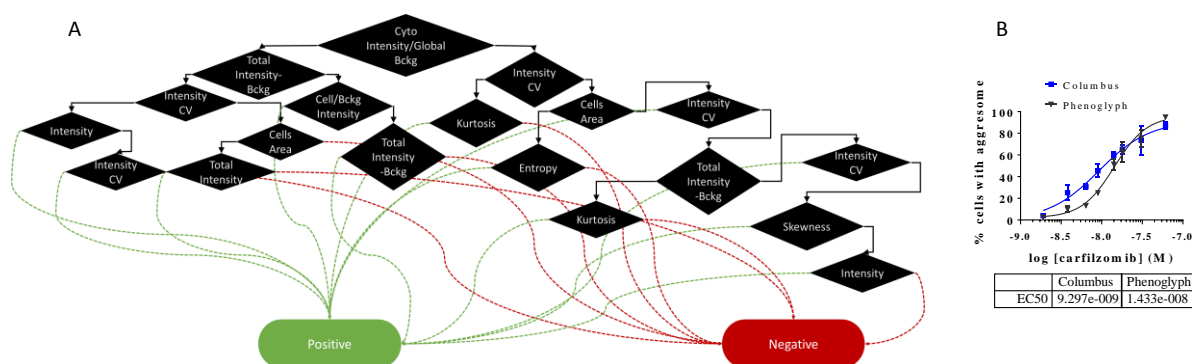 A
Cyto
Intensity/Global
Bckg
Total
Intensity-
Bckg
Intensity
CV
Intensity
CV
Cell/Bckg
Intensity
Cells
Area
Intensity
CV
Intensity
Cells
Area
Kurtosis
Intensity
CV
Total
Intensity
Total
Intensity
-Bckg
Entropy
Total
Intensity
-Bckg
Intensity
CV
Kurtosis
Skewness
Intensity
Positive
Negative
B
Columbus
Phenoglyph
% cells with aggresome
100
80
60
40
20
0
-9.0 -8.5 -8.0 -7.5 -7.0
log [carfilzomib] (M)
Columbus Phenoglyph
EC50 9.297e-009 1.433e-008